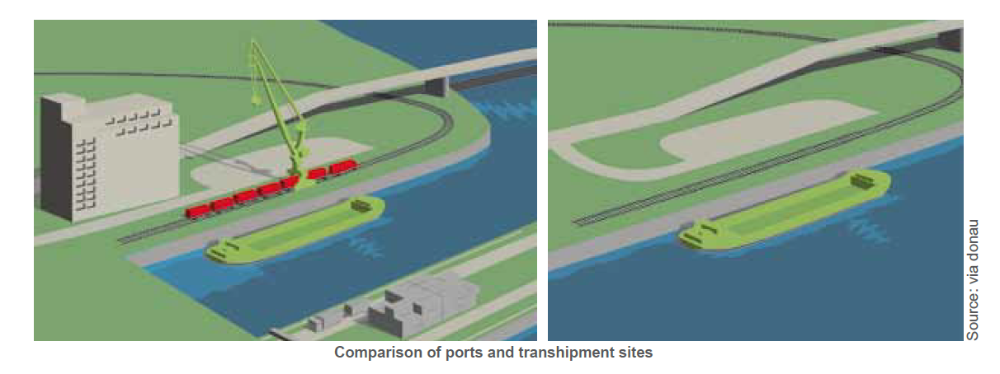 Source: via donau
Comparison of ports and transhipment sites